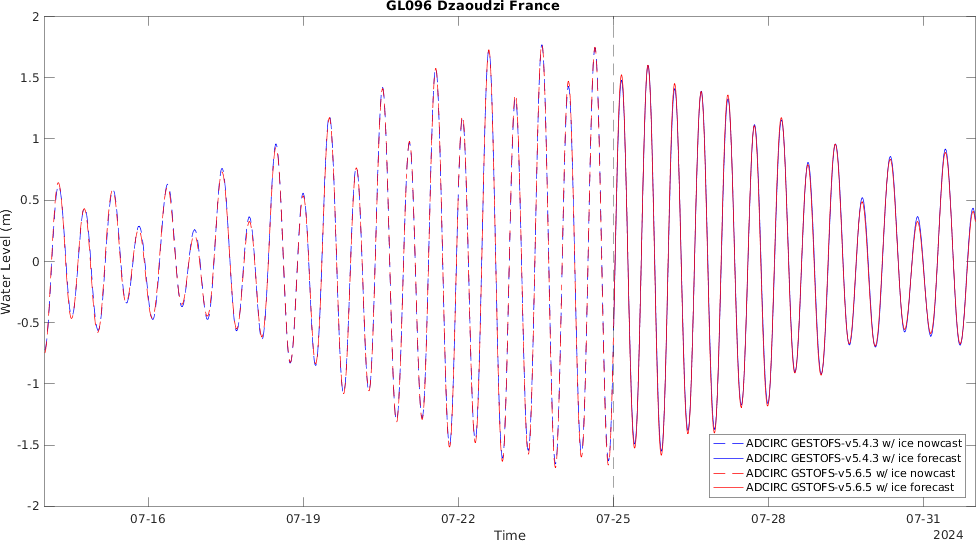 GL096 Dzaoudzi France
2
1.5
1
0.5
0
-0.5
-1
-1.5
-2
Water Level (m)
07-16
07-19
07-22
07-25
07-28
07-31
Time
2024
ADCIRC GESTOFS-v5.4.3 w/ ice nowcast
ADCIRC GESTOFS-v5.4.3 w/ ice forecast
ADCIRC GSTOFS-v5.6.5 w/ ice nowcast
ADCIRC GSTOFS-v5.6.5 w/ ice forecast